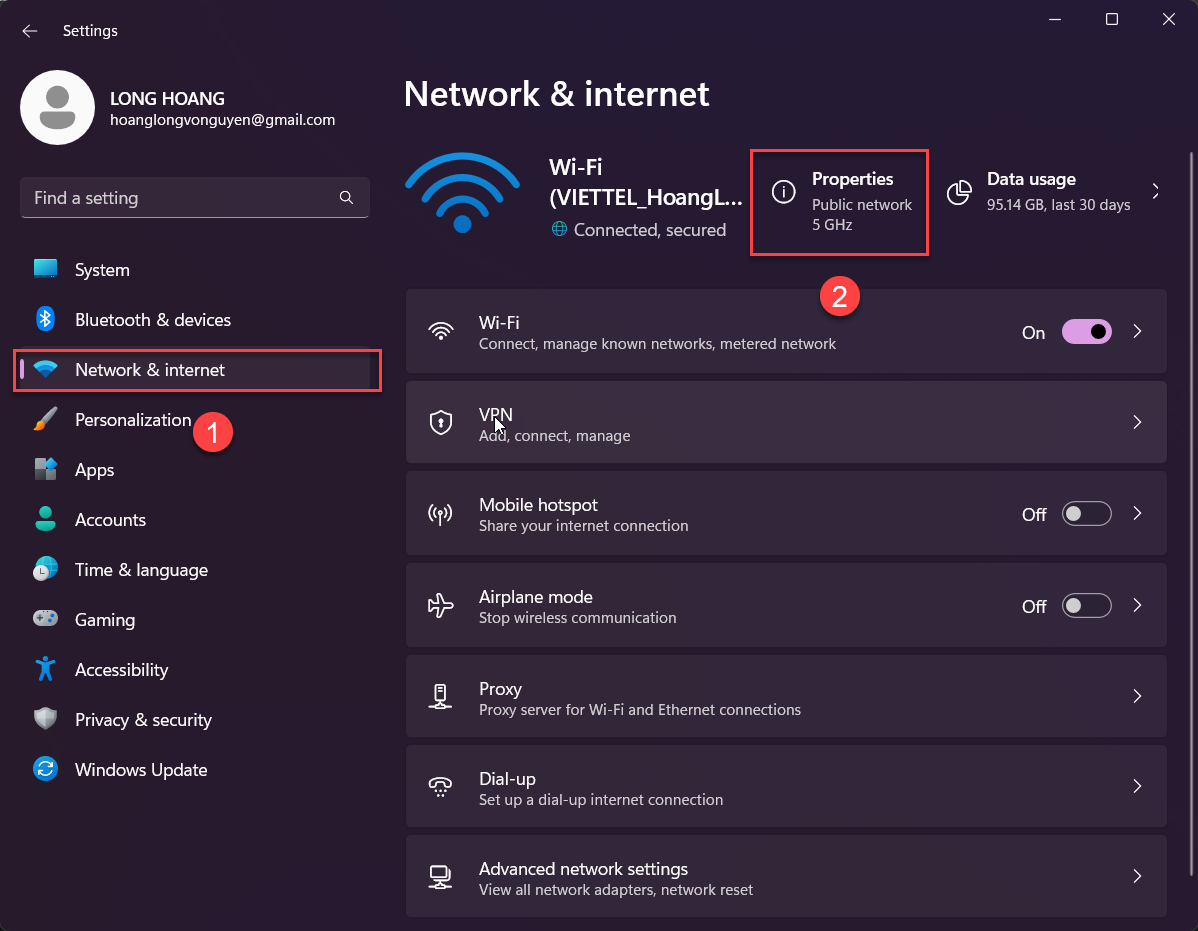 Settings
LONG HOANG
hoanglongvonguyen@gmail.com
Find a setting
System
Bluetooth & devices
Network & internet
1
Personalization
Apps
Accounts
Time & language
Gaming
Accessibility
Privacy & security
Windows Update
Network & internet
Wi-Fi
(VIETTEL_HoangL...
Connected, secured
Properties
Public network
5 GHz
2
Data usage
95.14 GB, last 30 days
Wi-Fi
Connect, manage known networks, metered network
On
VPN
Add, connect, manage
Mobile hotspot
Share your internet connection
Off
Airplane mode
Stop wireless communication
Off
Proxy
Proxy server for Wi-Fi and Ethernet connections
Dial-up
Set up a dial-up internet connection
Advanced network settings
View all network adapters, network reset